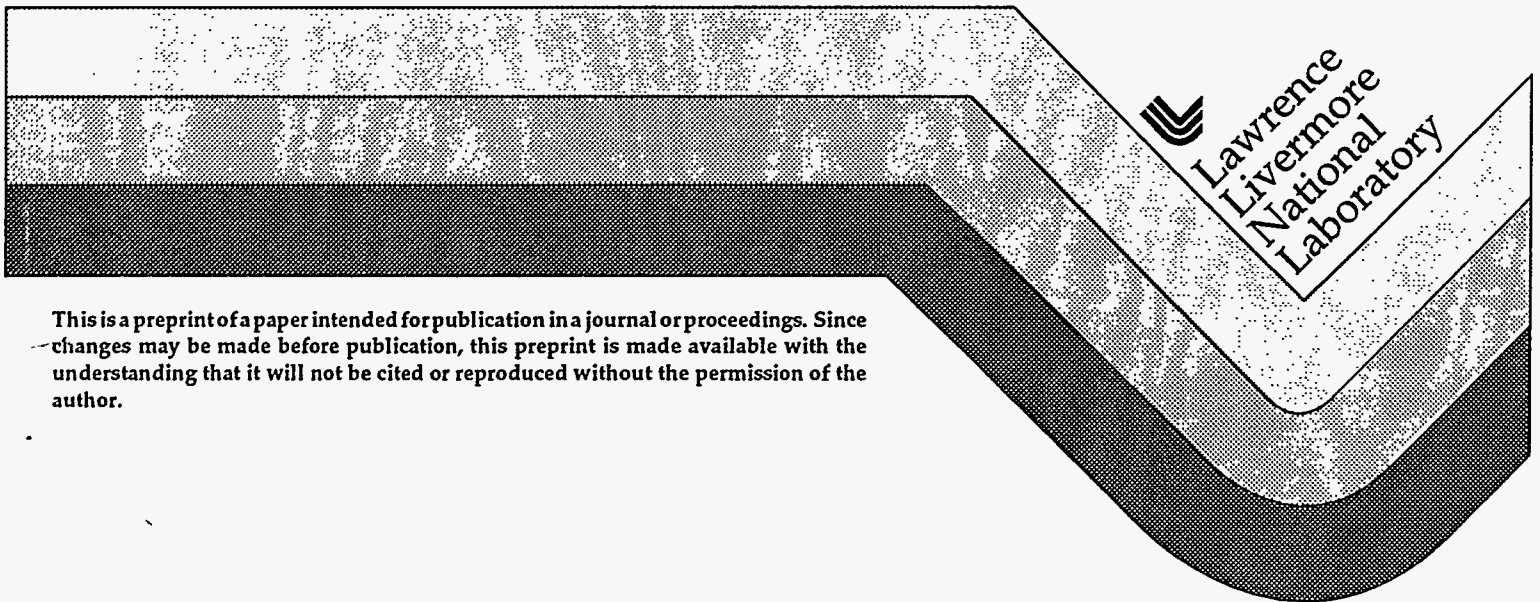 Lawrence
Livermore
National
Laboratory
This is a preprint of a paper intended for publication in a journal or proceedings. Since
changes may be made before publication, this preprint is made available with the
understanding that it will not be cited or reproduced without the permission of the
author.